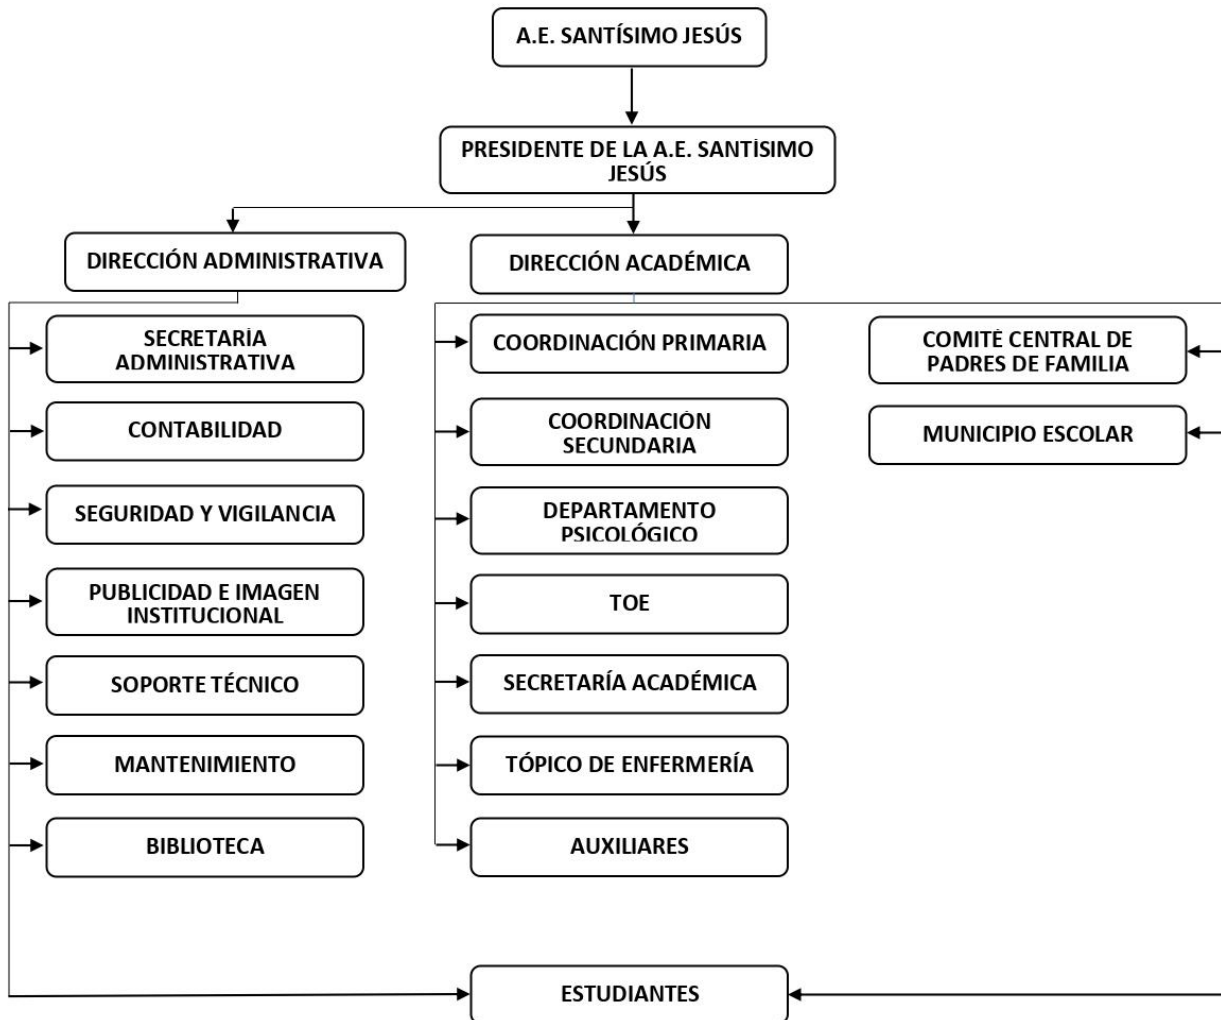 A.E. SANTÍSIMO JESÚS
PRESIDENTE DE LA A.E. SANTÍSIMO
JESÚS
DIRECCIÓN ADMINISTRATIVA
DIRECCIÓN ACADÉMICA
SECRETARÍA
ADMINISTRATIVA
CONTABILIDAD
SEGURIDAD Y VIGILANCIA
PUBLICIDAD E IMAGEN
INSTITUCIONAL
SOPORTE TÉCNICO
MANTENIMIENTO
BIBLIOTECA
COORDINACIÓN PRIMARIA
COORDINACIÓN
SECUNDARIA
DEPARTAMENTO
PSICOLÓGICO
TOE
SECRETARÍA ACADÉMICA
TÓPICO DE ENFERMERÍA
AUXILIARES
COMITÉ CENTRAL DE
PADRES DE FAMILIA
MUNICIPIO ESCOLAR
ESTUDIANTES